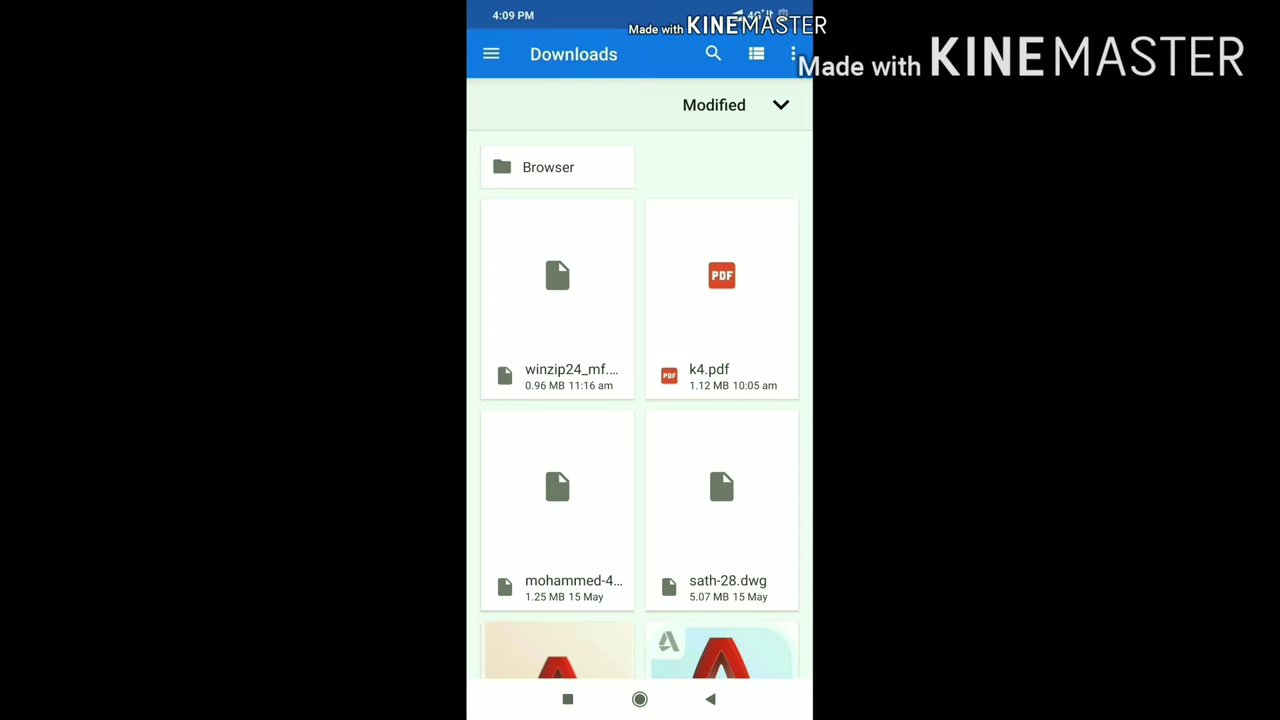 4:09 PM
4G+
Made with KINEMASTER
Made with KINEMASTER
Downloads
Modified
Browser
winzip24_mf....
0.96 MB 11:16 am
PDF
PDF
k4.pdf
1.12 MB 10:05 am
mohammed-4...
1.25 MB 15 May
sath-28.dwg
5.07 MB 15 May